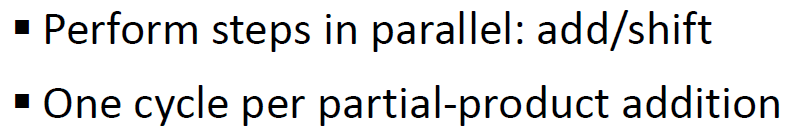 ▪ Perform steps in parallel: add/shift
▪ One cycle per partial-product addition